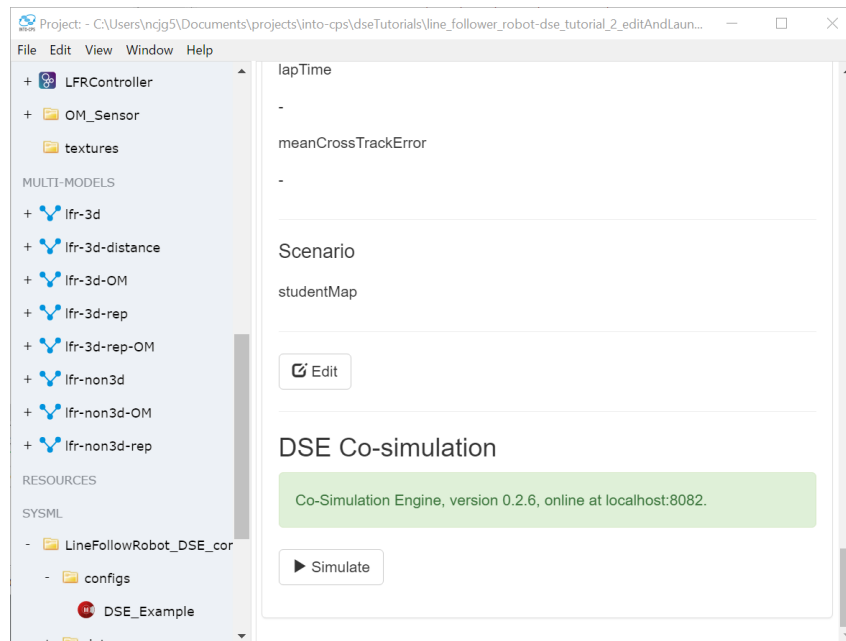 Project: - C:\Users\ncjg5\Documents\projects\into-cps\dseTutorials\line_follower_robot-dse_tutorial_2_editAndLaun...
File Edit View Window Help
+ LFRController
+ OM_Sensor
textures
MULTI-MODELS
+ lfr-3d
+ lfr-3d-distance
+ lfr-3d-OM
+ lfr-3d-rep
+ lfr-3d-rep-OM
+ lfr-non3d
+ lfr-non3d-OM
+ lfr-non3d-rep
RESOURCES
SYSML
- LineFollowRobot_DSE_cor
- configs
DSE_Example
lapTime
-
meanCrossTrackError
-
Scenario
studentMap
Edit
DSE Co-simulation
Co-Simulation Engine, version 0.2.6, online at localhost:8082.
Simulate